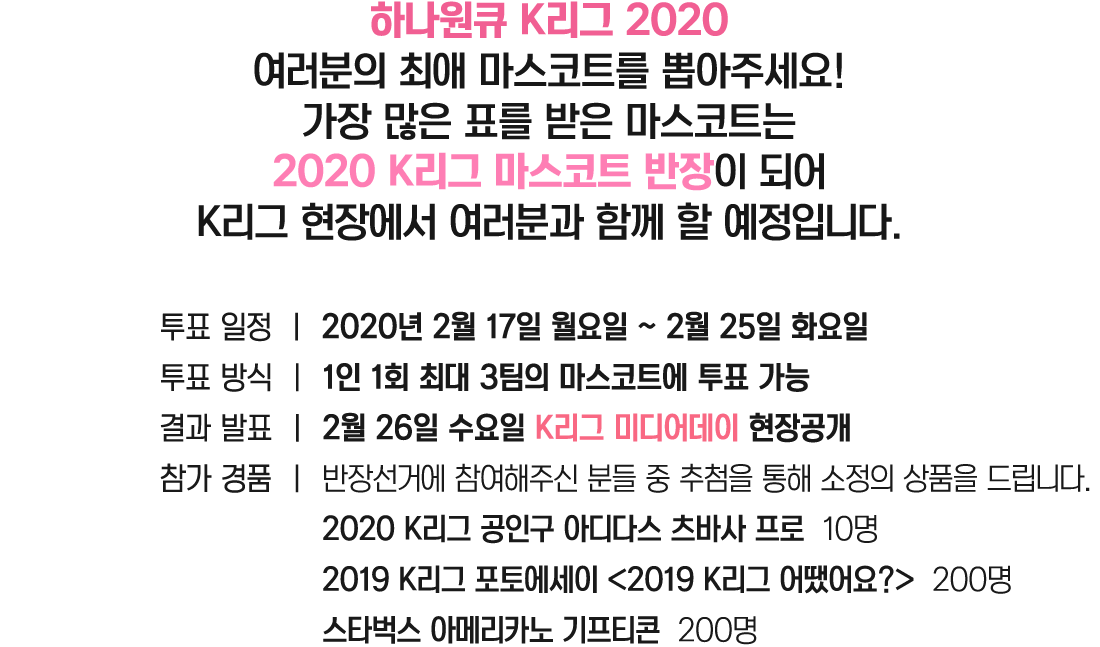 하나원큐 K리그 2020
여러분의 최애 마스코트를 뽑아주세요!
가장 많은 표를 받은 마스코트는
2020 K리그 마스코트 반장이 되어
K리그 현장에서 여러분과 함께 할 예정입니다.
투표 일정 | 2020년 2월 17일 월요일 ~ 2월 25일 화요일
투표 방식 | 1인 1회 최대 3팀의 마스코트에 투표 가능
결과 발표 | 2월 26일 수요일 K리그 미디어데이 현장공개
참가 경품 | 반장선거에 참여해주신 분들 중 추첨을 통해 소정의 상품을 드립니다.
2020 K리그 공인구 아디다스 츠바사 프로 10명
2019 K리그 포토에세이 <2019 K리그 어땠어요?> 200명
스타벅스 아메리카노 기프티콘 200명